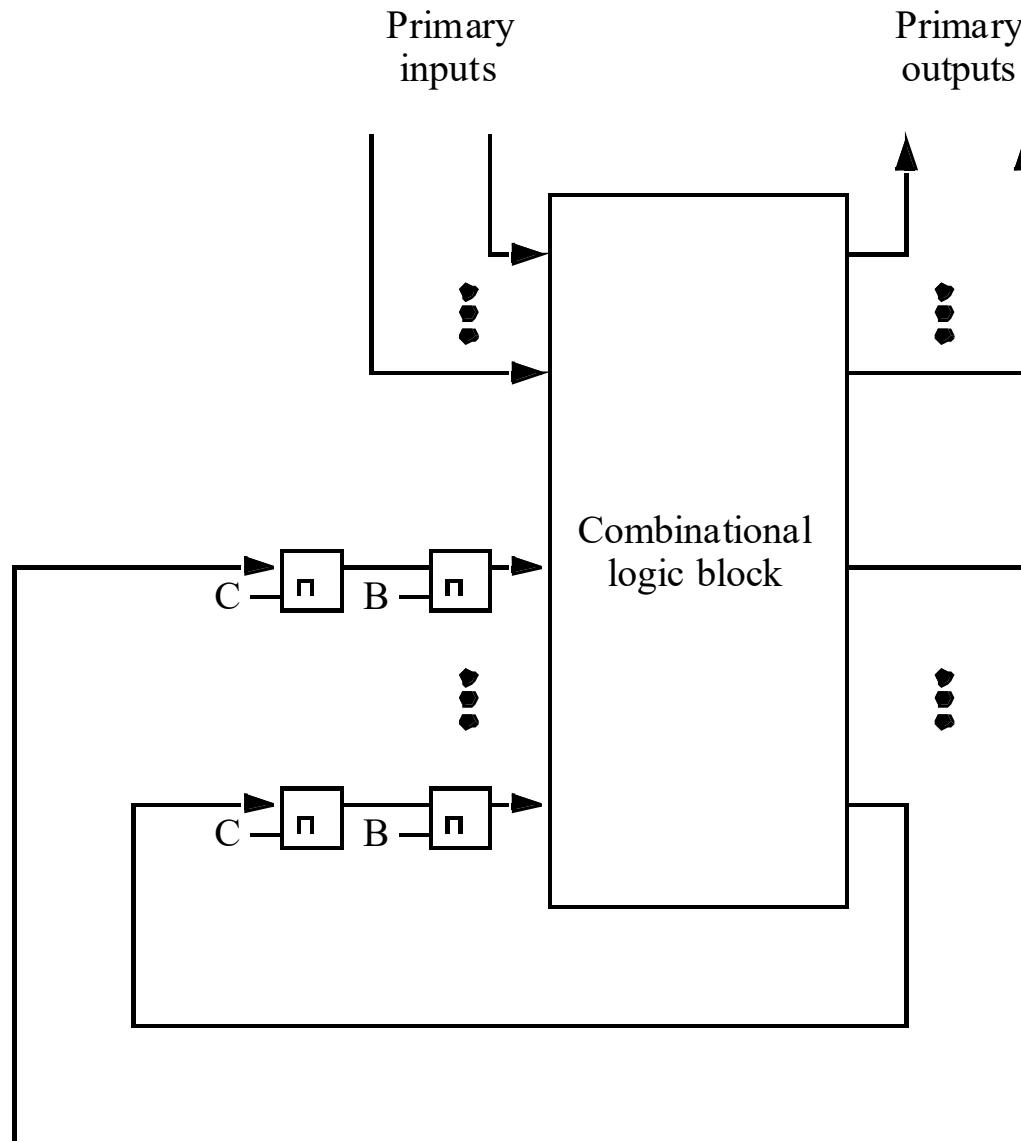 Primary
inputs
Primary
outputs
Combinational
logic block
C
B
C
B